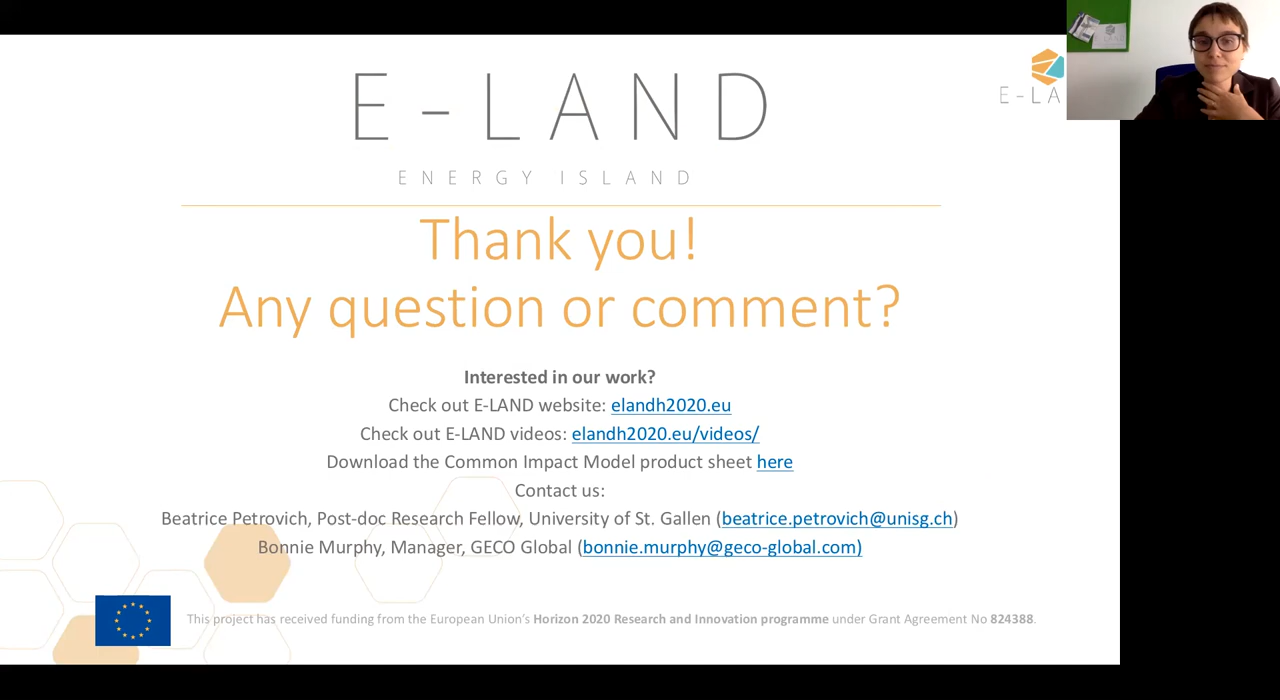 E-LAND
ENERGY ISLAND
E-LA
Thank you!
Any question or comment?
Interested in our work?
Check out E-LAND website: elandh2020.eu
Check out E-LAND videos: elandh2020.eu/videos/
Download the Common Impact Model product sheet here
Contact us:
Beatrice Petrovich, Post-doc Research Fellow, University of St. Gallen (beatrice.petrovich@unisg.ch)
Bonnie Murphy, Manager, GECO Global (bonnie.murphy@geco-global.com)
This project has received funding from the European Union's Horizon 2020 Research and Innovation programme under Grant Agreement No 824388.